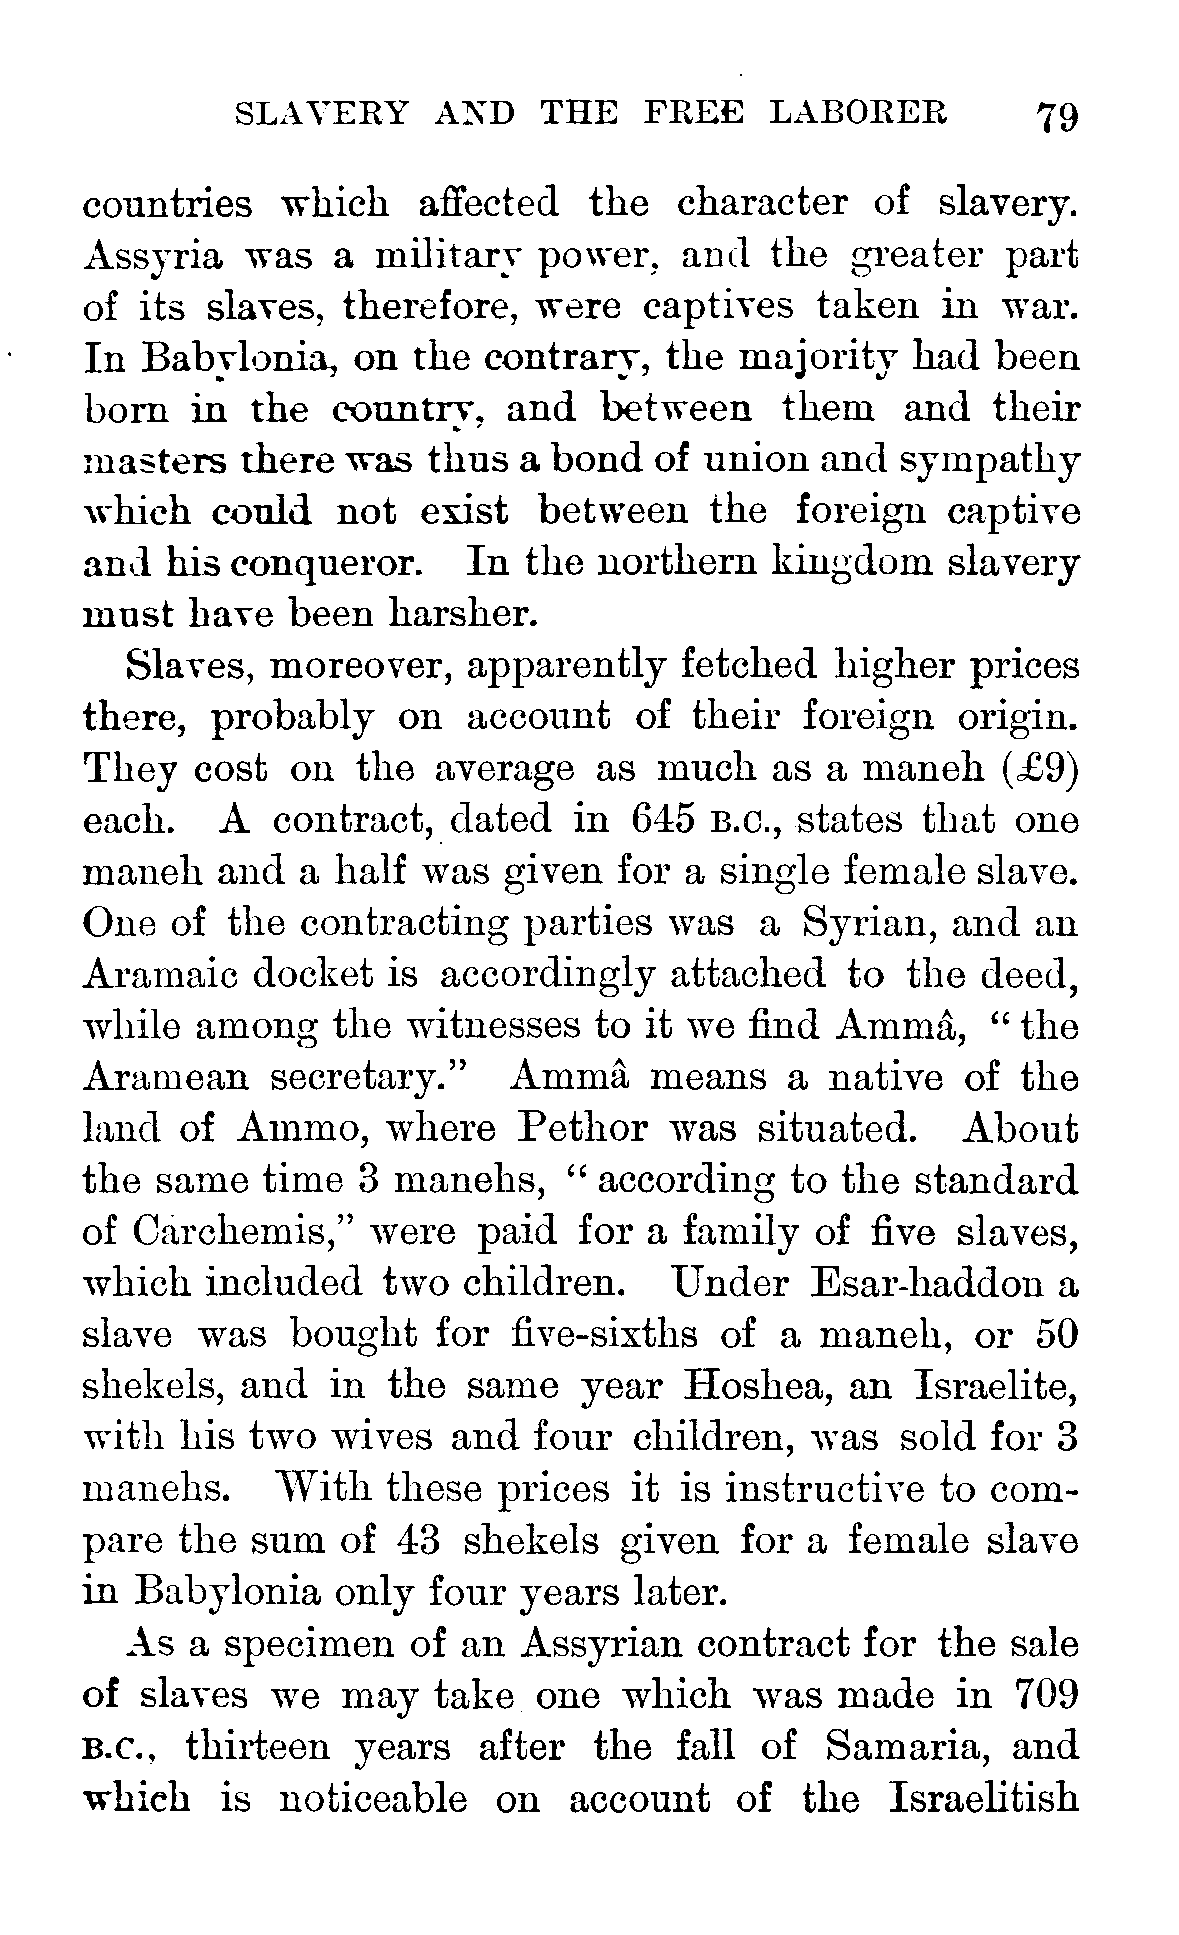 SLAVERY AND THE FREE LABORER 79
countries which affected the character of slavery.
Assyria was a military power, and the greater part
of its slaves, therefore, were captives taken in war.
In Babylonia, on the contrary, the majority had been
born in the country, and between them and their
masters there was thus a bond of union and sympathy
which could not exist between the foreign captive
and his conqueror. In the northern kingdom slavery
must have been harsher.
Slaves, moreover, apparently fetched higher prices
there, probably on account of their foreign origin.
They cost on the average as much as a maneh (£9)
each. A contract, dated in 645 B.C., states that one
maneh and a half was given for a single female slave.
One of the contracting parties was a Syrian, and an
Aramaic docket is accordingly attached to the deed,
while among the witnesses to it we find Ammâ, “the
Aramean secretary.” Ammâ means a native of the
land of Ammo, where Pethor was situated. About
the same time 3 manehs, “according to the standard
of Carchemis,” were paid for a family of five slaves,
which included two children. Under Esar-haddon a
slave was bought for five-sixths of a maneh, or 50
shekels, and in the same year Hoshea, an Israelite,
with his two wives and four children, was sold for 3
manehs. With these prices it is instructive to com-
pare the sum of 43 shekels given for a female slave
in Babylonia only four years later.
As a specimen of an Assyrian contract for the sale
of slaves we may take one which was made in 709
B.C., thirteen years after the fall of Samaria, and
which is noticeable on account of the Israelitish